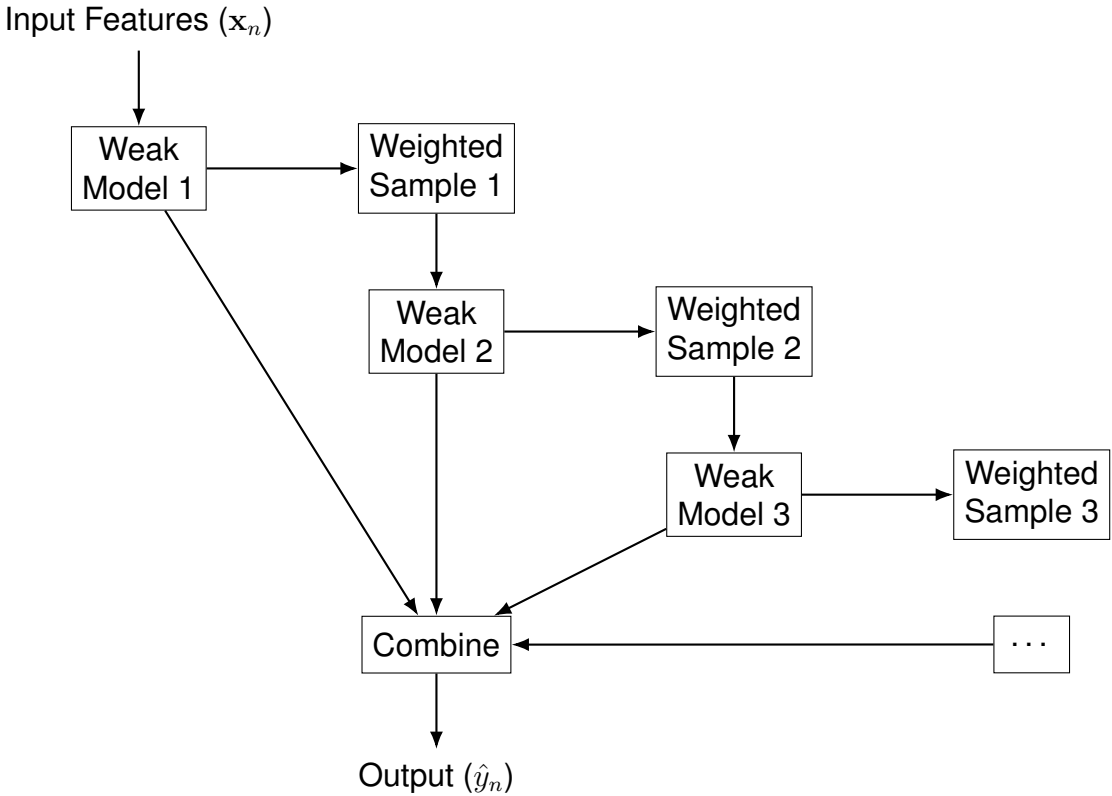 Input Features (𝐱ₙ)
Weak
Model 1
Weighted
Sample 1
Weak
Model 2
Weighted
Sample 2
Weak
Model 3
Weighted
Sample 3
Combine
···
Output (ŷₙ)